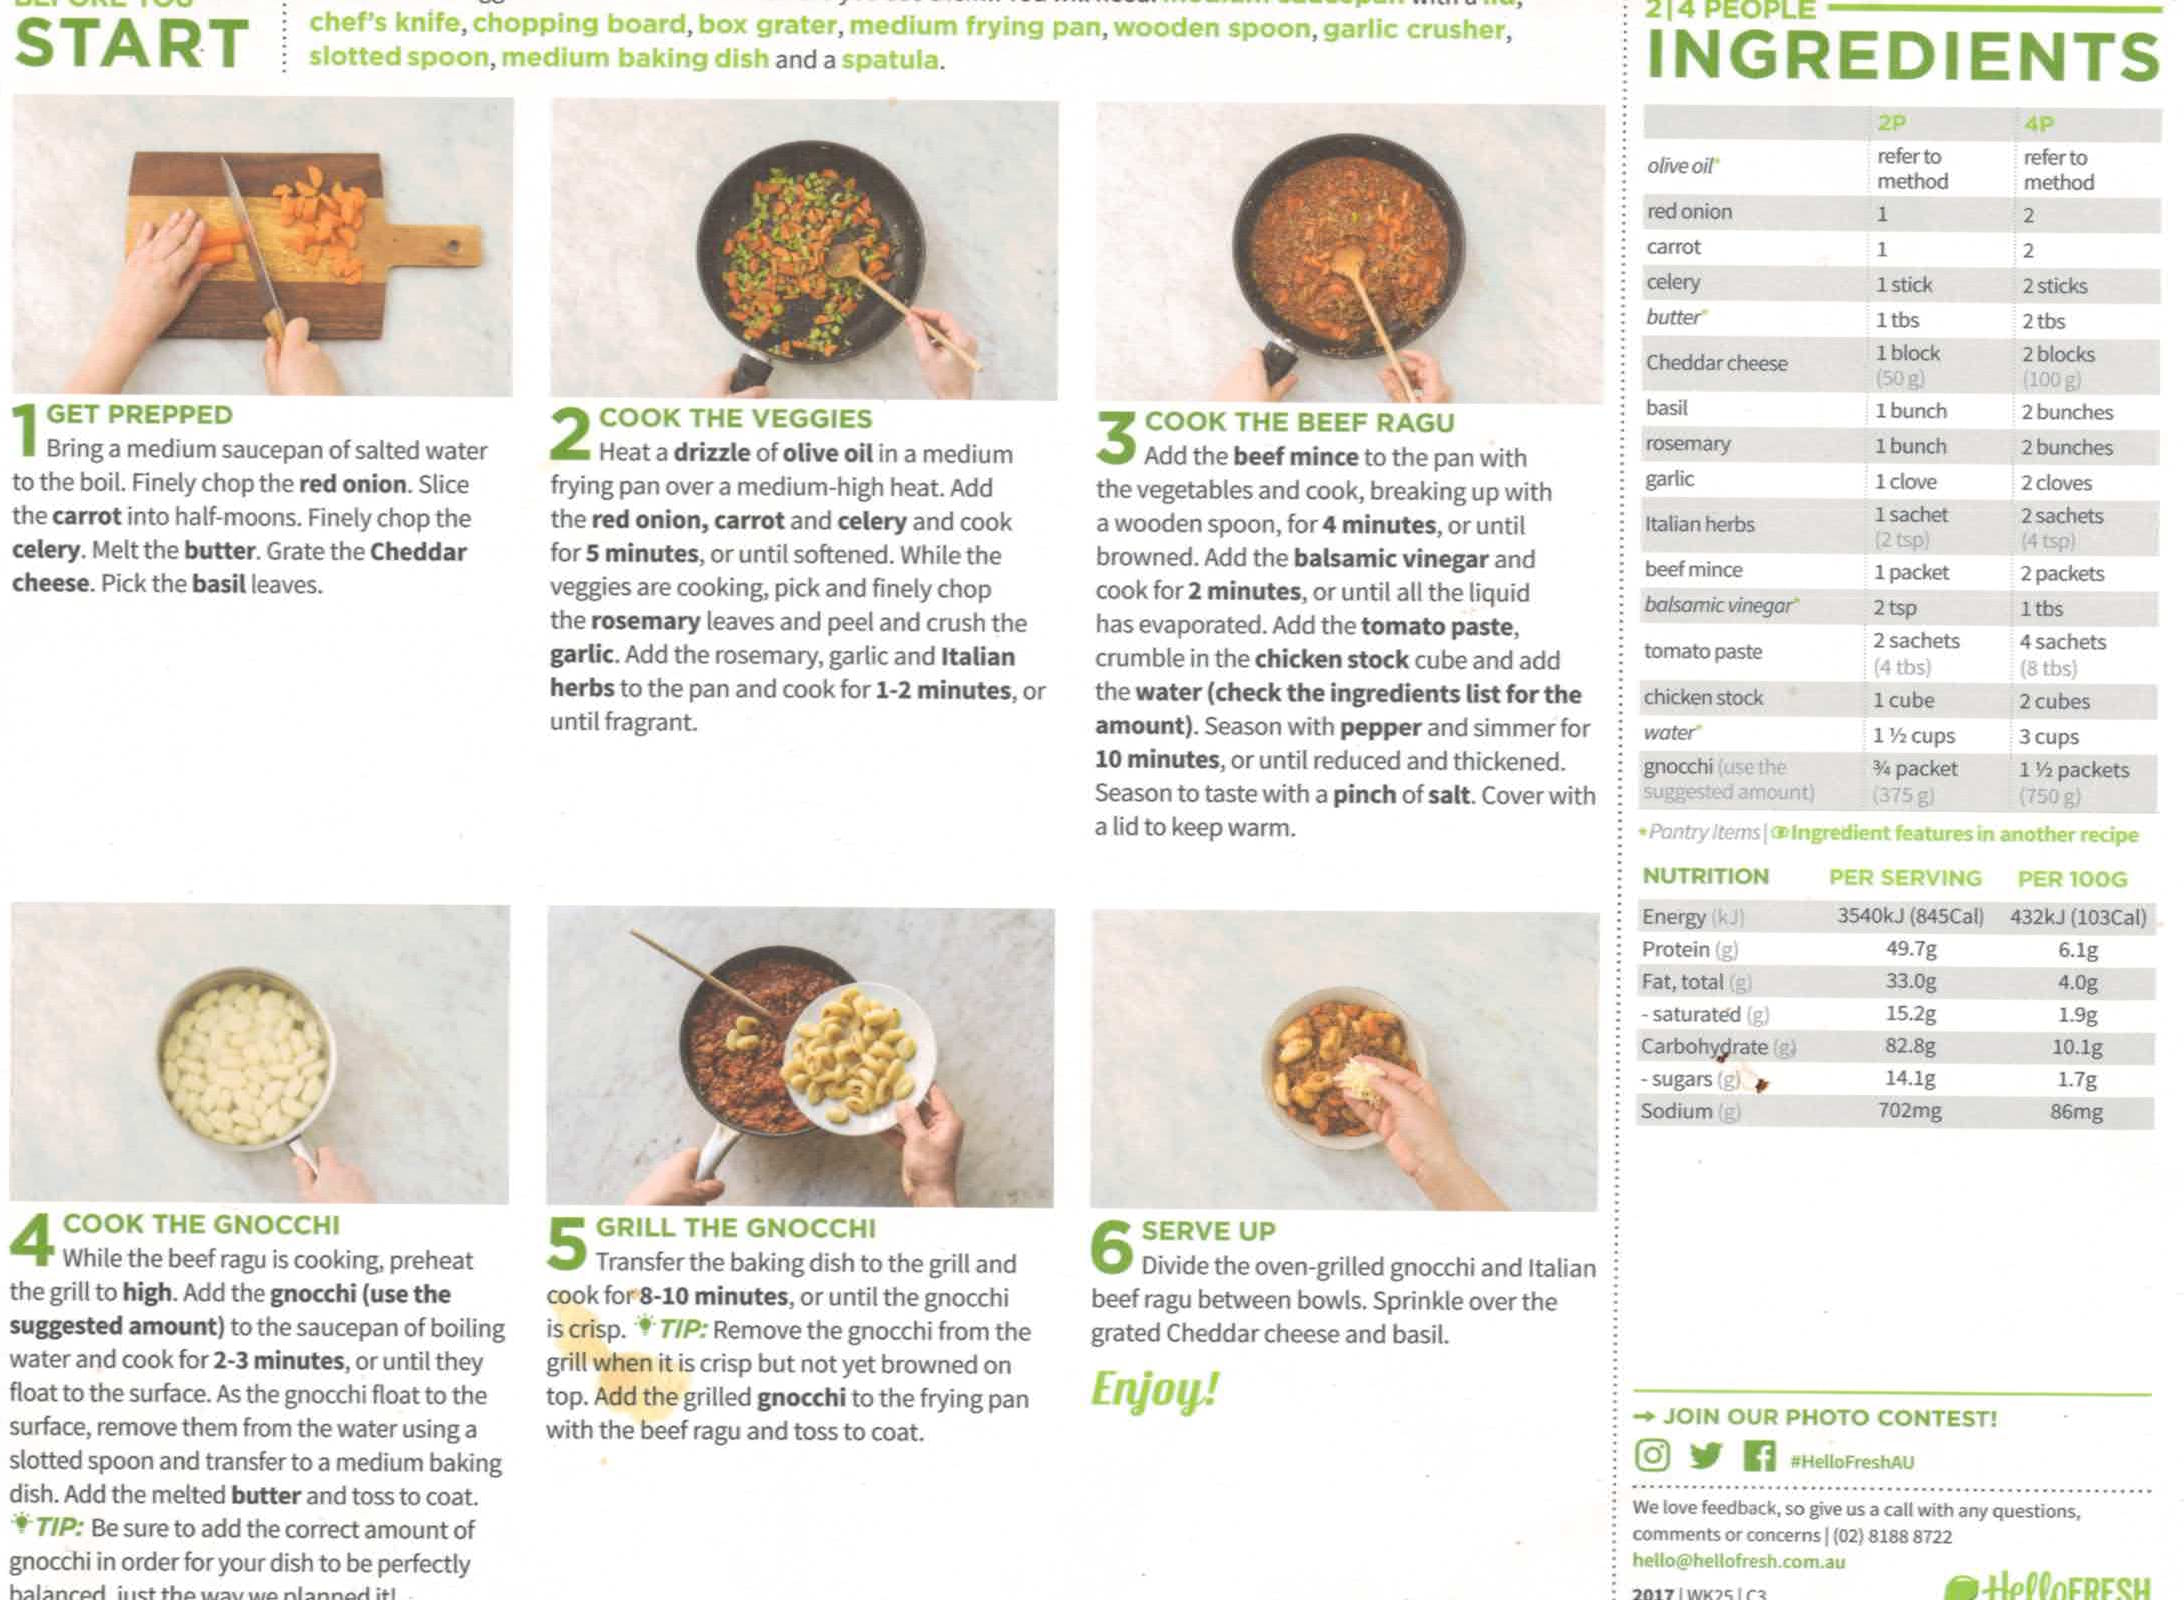 START
chef's knife, chopping board, box grater, medium frying pan, wooden spoon, garlic crusher,
slotted spoon, medium baking dish and a spatula.
1 GET PREPPED
Bring a medium saucepan of salted water
to the boil. Finely chop the red onion. Slice
the carrot into half-moons. Finely chop the
celery. Melt the butter. Grate the Cheddar
cheese. Pick the basil leaves.
2 COOK THE VEGGIES
Heat a drizzle of olive oil in a medium
frying pan over a medium-high heat. Add
the red onion, carrot and celery and cook
for 5 minutes, or until softened. While the
veggies are cooking, pick and finely chop
the rosemary leaves and peel and crush the
garlic. Add the rosemary, garlic and Italian
herbs to the pan and cook for 1-2 minutes, or
until fragrant.
3 COOK THE BEEF RAGU
Add the beef mince to the pan with
the vegetables and cook, breaking up with
a wooden spoon, for 4 minutes, or until
browned. Add the balsamic vinegar and
cook for 2 minutes, or until all the liquid
has evaporated. Add the tomato paste,
crumble in the chicken stock cube and add
the water (check the ingredients list for the
amount). Season with pepper and simmer for
10 minutes, or until reduced and thickened.
Season to taste with a pinch of salt. Cover with
a lid to keep warm.
4 COOK THE GNOCCHI
While the beef ragu is cooking, preheat
the grill to high. Add the gnocchi (use the
suggested amount) to the saucepan of boiling
water and cook for 2-3 minutes, or until they
float to the surface. As the gnocchi float to the
surface, remove them from the water using a
slotted spoon and transfer to a medium baking
dish. Add the melted butter and toss to coat.
TIP: Be sure to add the correct amount of
gnocchi in order for your dish to be perfectly
balanced, just the way we planned it!
5 GRILL THE GNOCCHI
Transfer the baking dish to the grill and
cook for 8-10 minutes, or until the gnocchi
is crisp. TIP: Remove the gnocchi from the
grill when it is crisp but not yet browned on
top. Add the grilled gnocchi to the frying pan
with the beef ragu and toss to coat.
6 SERVE UP
Divide the oven-grilled gnocchi and Italian
beef ragu between bowls. Sprinkle over the
grated Cheddar cheese and basil.
Enjoy!
2|4 PEOPLE
INGREDIENTS
2P 4P
olive oil* refer to method refer to method
red onion 1 2
carrot 1 2
celery 1 stick 2 sticks
butter* 1 tbs 2 tbs
Cheddar cheese 1 block (50 g) 2 blocks (100 g)
basil 1 bunch 2 bunches
rosemary 1 bunch 2 bunches
garlic 1 clove 2 cloves
Italian herbs 1 sachet (2 tsp) 2 sachets (4 tsp)
beef mince 1 packet 2 packets
balsamic vinegar* 2 tsp 1 tbs
tomato paste 2 sachets (4 tbs) 4 sachets (8 tbs)
chicken stock 1 cube 2 cubes
water* 1 ½ cups 3 cups
gnocchi (use the suggested amount) ¾ packet (375 g) 1 ½ packets (750 g)
*Pantry Items | Ingredient features in another recipe
NUTRITION PER SERVING PER 100G
Energy (kJ) 3540kJ (845Cal) 432kJ (103Cal)
Protein (g) 49.7g 6.1g
Fat, total (g) 33.0g 4.0g
- saturated (g) 15.2g 1.9g
Carbohydrate (g) 82.8g 10.1g
- sugars (g) 14.1g 1.7g
Sodium (g) 702mg 86mg
→ JOIN OUR PHOTO CONTEST!
#HelloFreshAU
We love feedback, so give us a call with any questions,
comments or concerns | (02) 8188 8722
hello@hellofresh.com.au
2017 | WK25 | C3
HelloFRESH